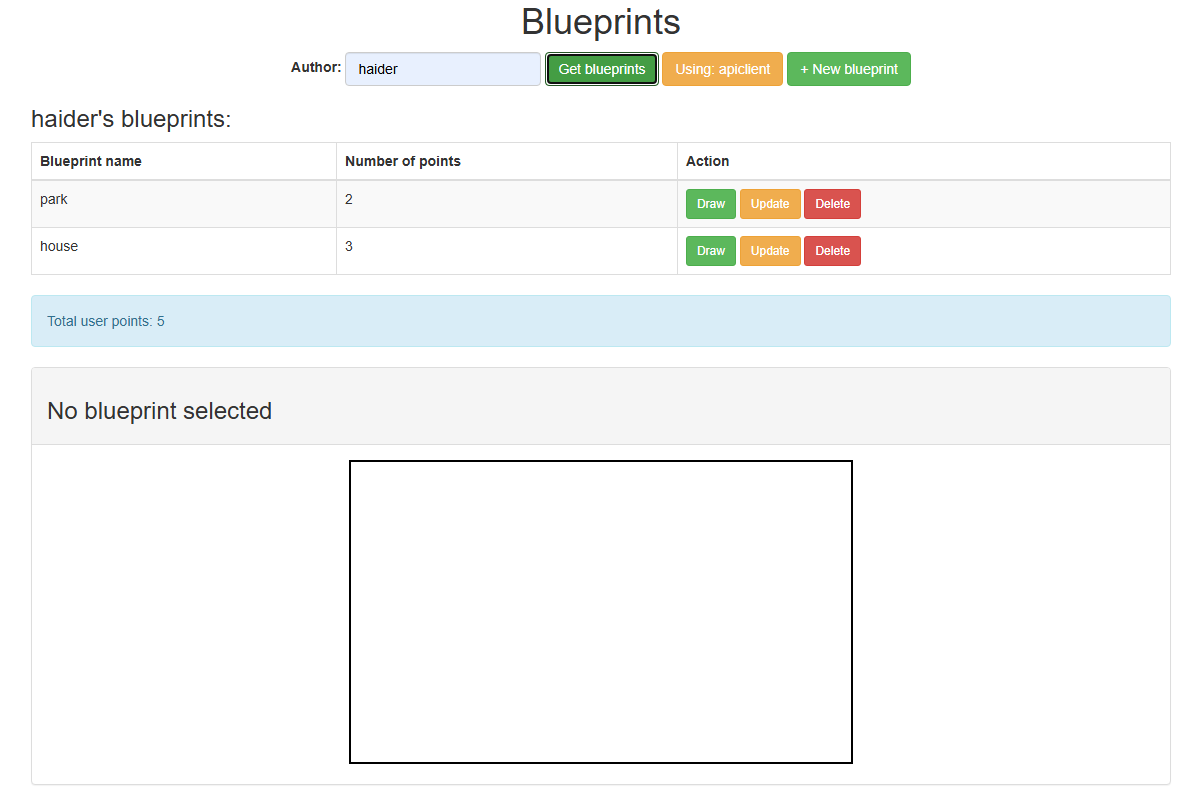 Blueprints
Author: haider Get blueprints Using: apiclient + New blueprint
haider's blueprints:
Blueprint name Number of points Action
park 2 Draw Update Delete
house 3 Draw Update Delete
Total user points: 5
No blueprint selected